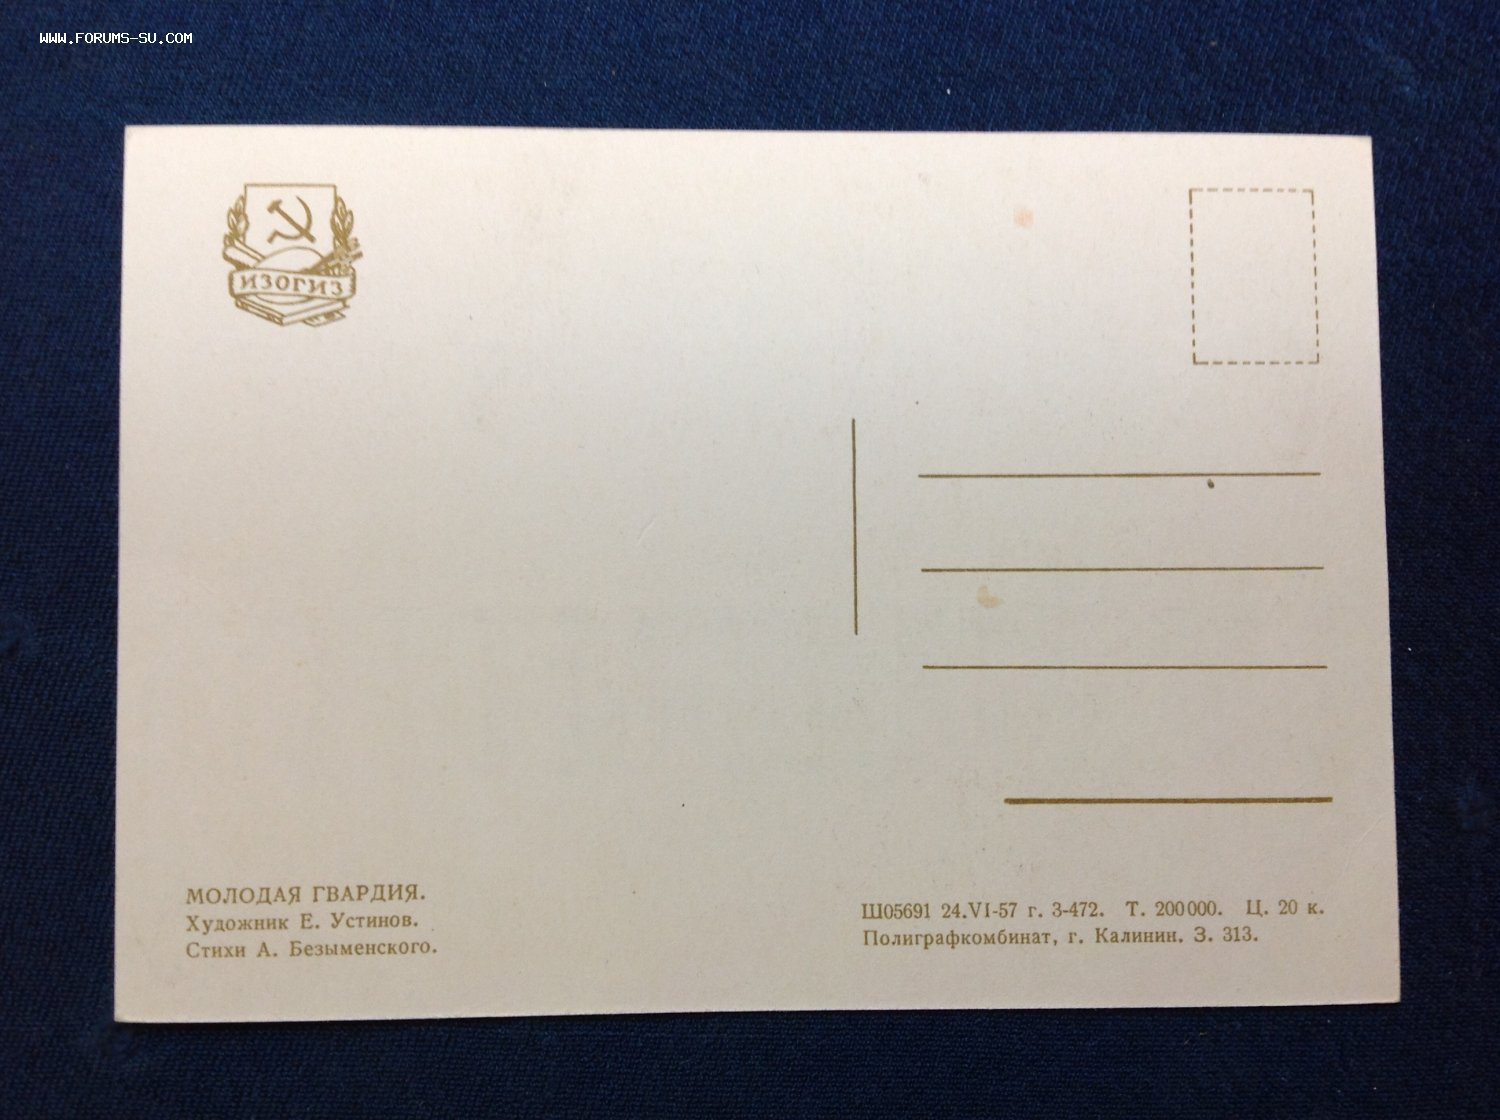 WWW.FORUMS-SU.COM
ИЗОГИЗ
МОЛОДАЯ ГВАРДИЯ.
Художник Е. Устинов.
Стихи А. Безыменского.
Ш05691 24.VI-57 г. 3-472. Т. 200000. Ц. 20 к.
Полиграфкомбинат, г. Калинин. З. 313.